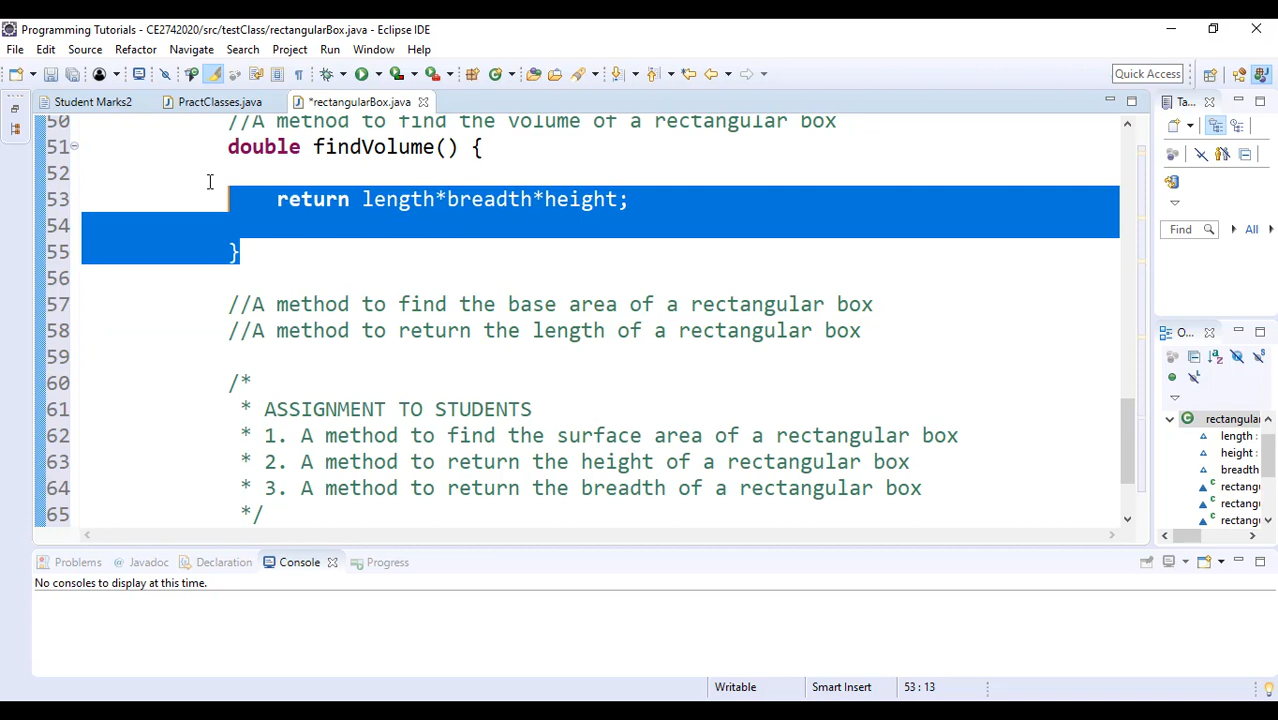 Programming Tutorials - CE2742020/src/testClass/rectangularBox.java - Eclipse IDE
File Edit Source Refactor Navigate Search Project Run Window Help
Quick Access
Student Marks2 PractClasses.java *rectangularBox.java Ta...
50 //A method to find the volume of a rectangular box
51 double findVolume() {
52
53 return length*breadth*height;
54
55 }
56
57 //A method to find the base area of a rectangular box
58 //A method to return the length of a rectangular box
59
60 /*
61 * ASSIGNMENT TO STUDENTS
62 * 1. A method to find the surface area of a rectangular box
63 * 2. A method to return the height of a rectangular box
64 * 3. A method to return the breadth of a rectangular box
65 */
Find All
O...
rectangular
length :
height :
breadth
rectang
rectang
rectang
Problems Javadoc Declaration Console Progress
No consoles to display at this time.
Writable Smart Insert 53 : 13